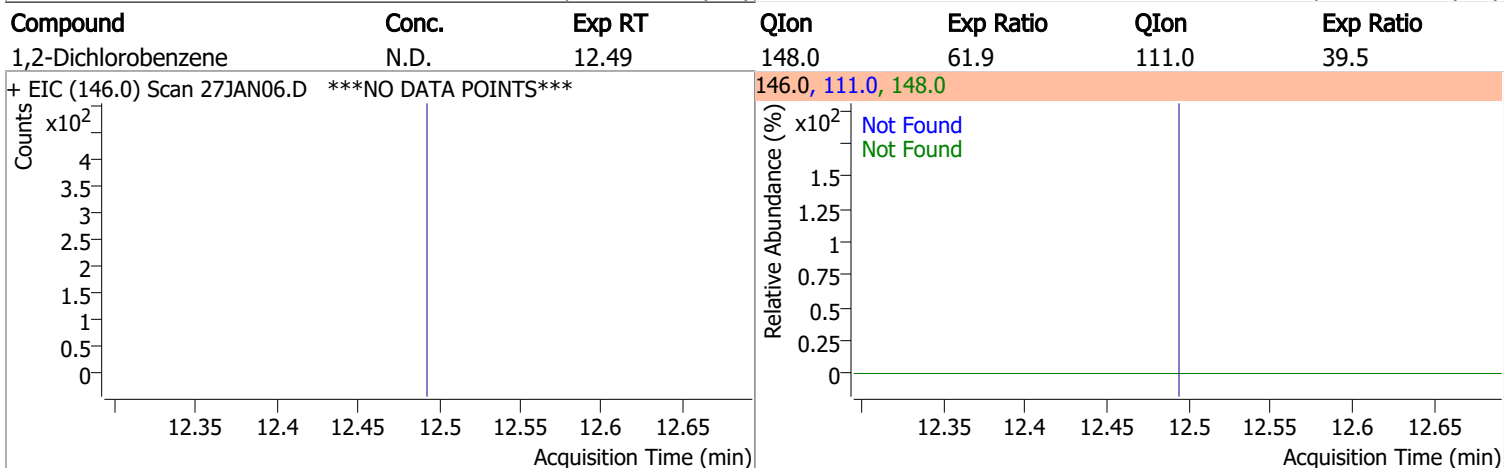 Compound Conc. Exp RT QIon Exp Ratio QIon Exp Ratio
1,2-Dichlorobenzene N.D. 12.49 148.0 61.9 111.0 39.5
+ EIC (146.0) Scan 27JAN06.D ***NO DATA POINTS***
Counts
x10²
4
3.5
3
2.5
2
1.5
1
0.5
0
12.35 12.4 12.45 12.5 12.55 12.6 12.65
Acquisition Time (min)
146.0, 111.0, 148.0
Relative Abundance (%)
x10²
Not Found
Not Found
1.5
1.25
1
0.75
0.5
0.25
0
12.35 12.4 12.45 12.5 12.55 12.6 12.65
Acquisition Time (min)